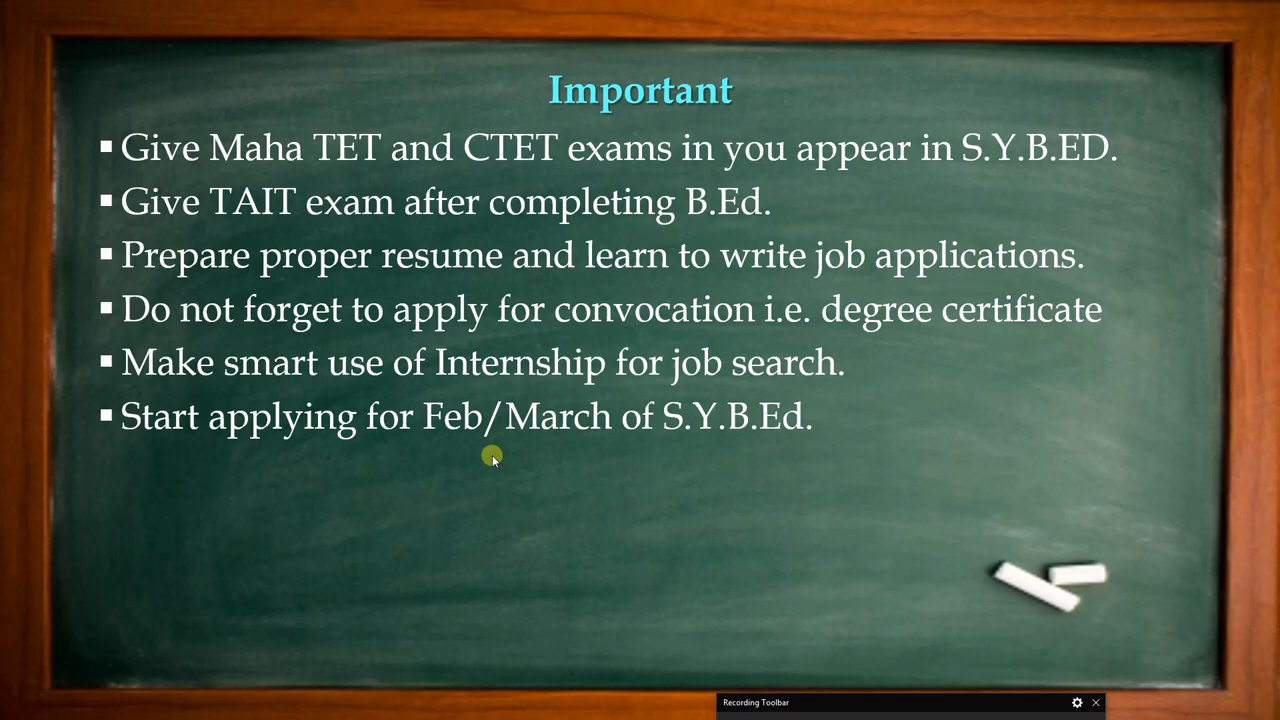 Important
▪ Give Maha TET and CTET exams in you appear in S.Y.B.ED.
▪ Give TAIT exam after completing B.Ed.
▪ Prepare proper resume and learn to write job applications.
▪ Do not forget to apply for convocation i.e. degree certificate
▪ Make smart use of Internship for job search.
▪ Start applying for Feb/March of S.Y.B.Ed.
Recording Toolbar